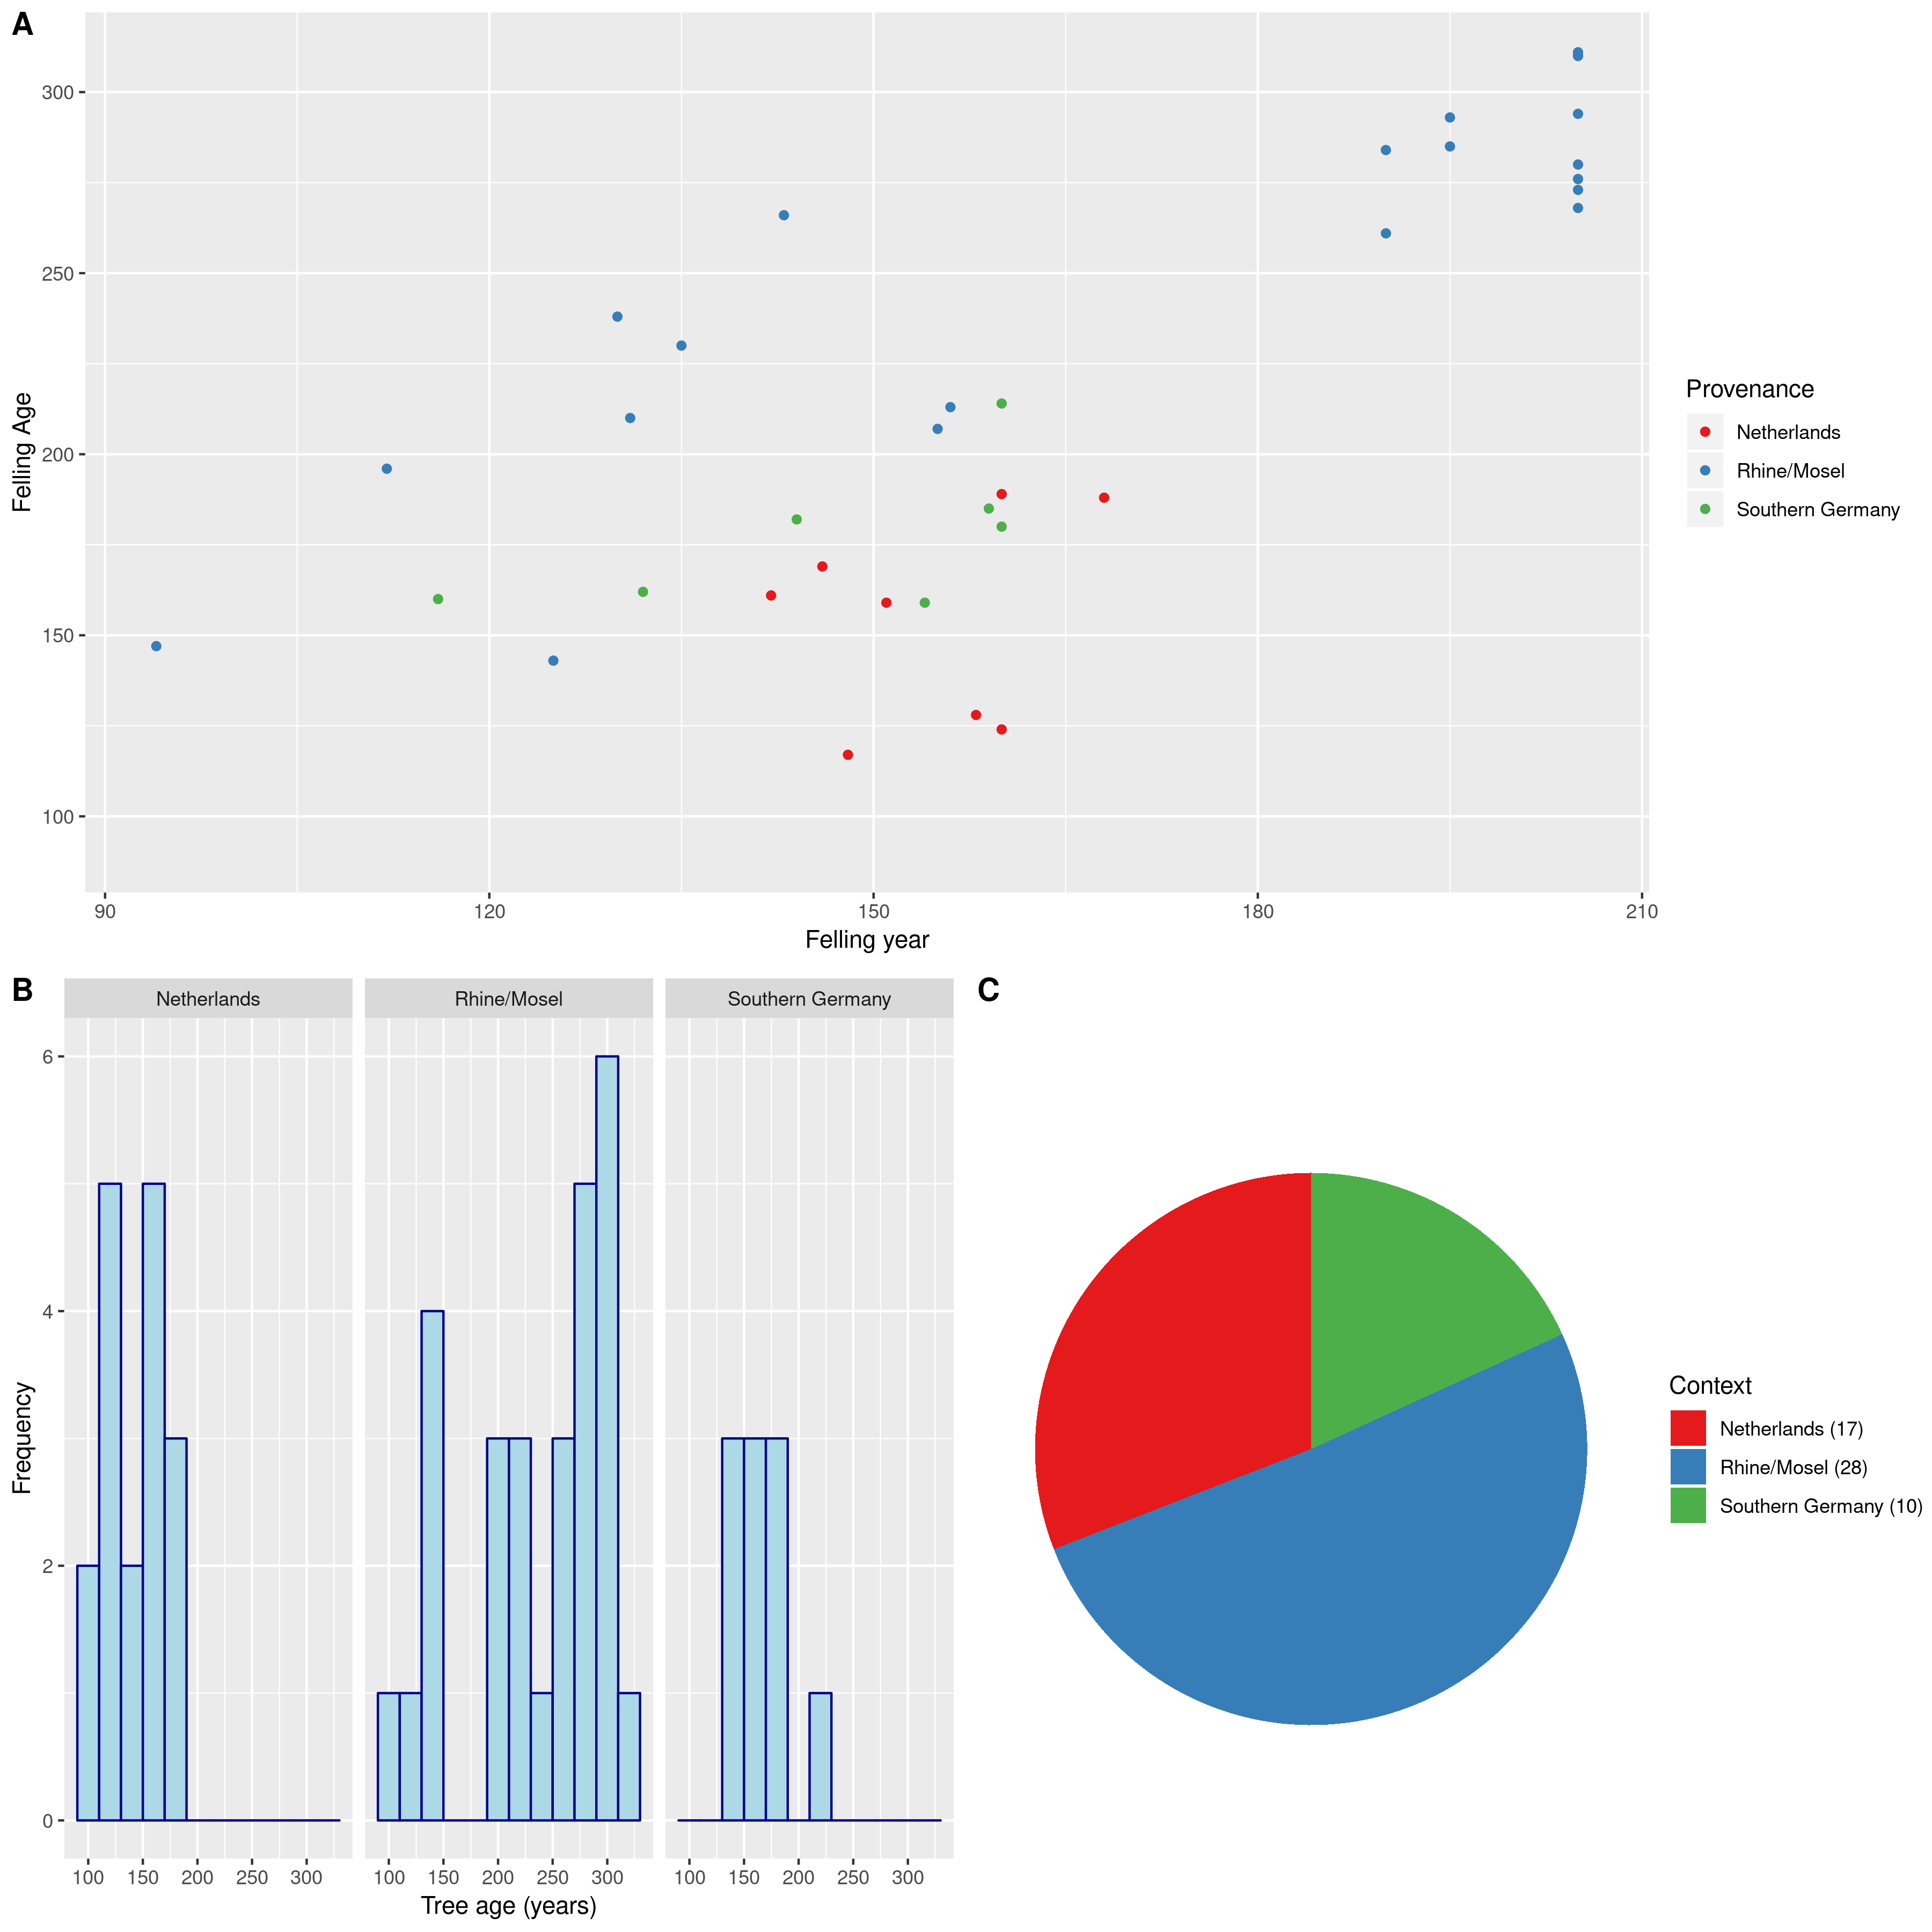 A
300
250
200
150
100
Felling Age
90 120 150 180 210
Felling year
Provenance
Netherlands
Rhine/Mosel
Southern Germany
B
Netherlands Rhine/Mosel Southern Germany
6
4
2
0
Frequency
100 150 200 250 300 100 150 200 250 300 100 150 200 250 300
Tree age (years)
C
Context
Netherlands (17)
Rhine/Mosel (28)
Southern Germany (10)